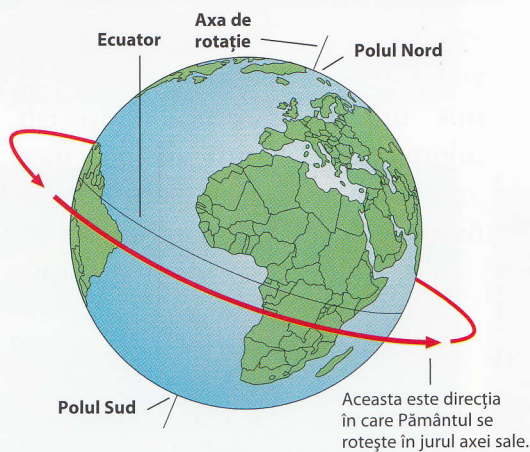 Axa de
rotație
Ecuator
Polul Nord
Polul Sud
Aceasta este direcția
în care Pământul se
rotește în jurul axei sale.